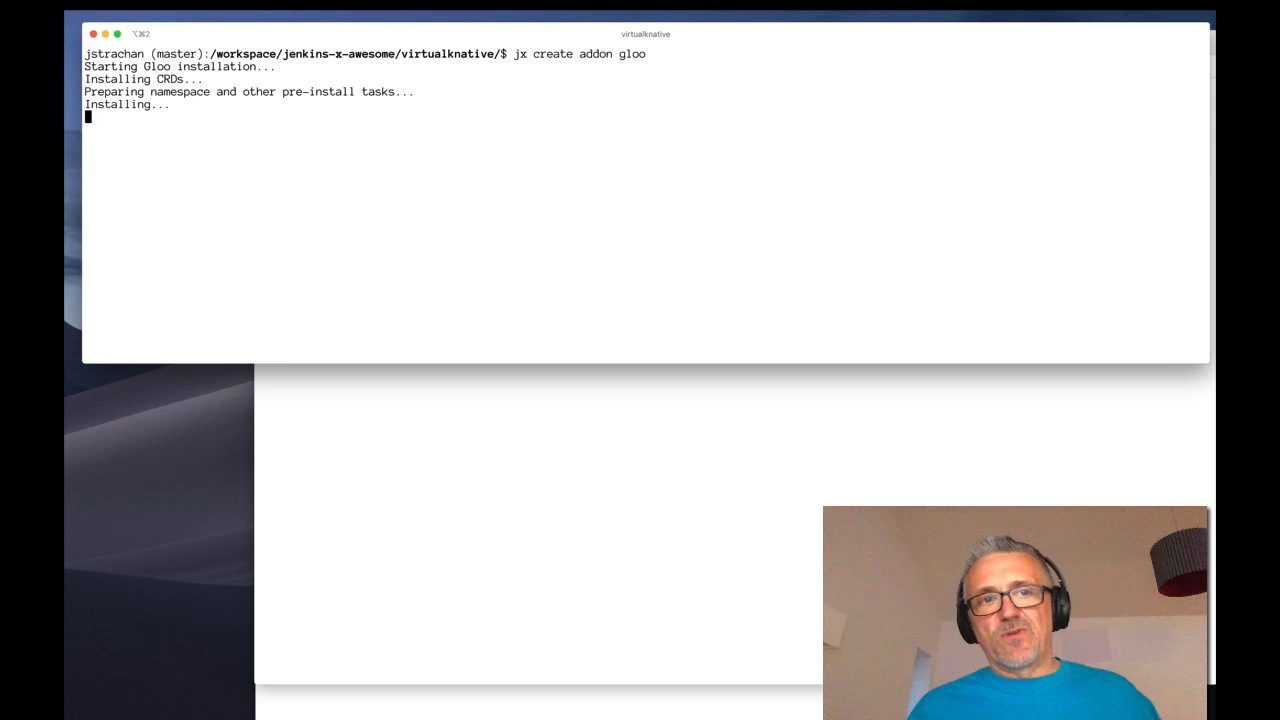 ⌥⌘2
virtualknative
jstrachan (master):/workspace/jenkins-x-awesome/virtualknative/$ jx create addon gloo
Starting Gloo installation...
Installing CRDs...
Preparing namespace and other pre-install tasks...
Installing...